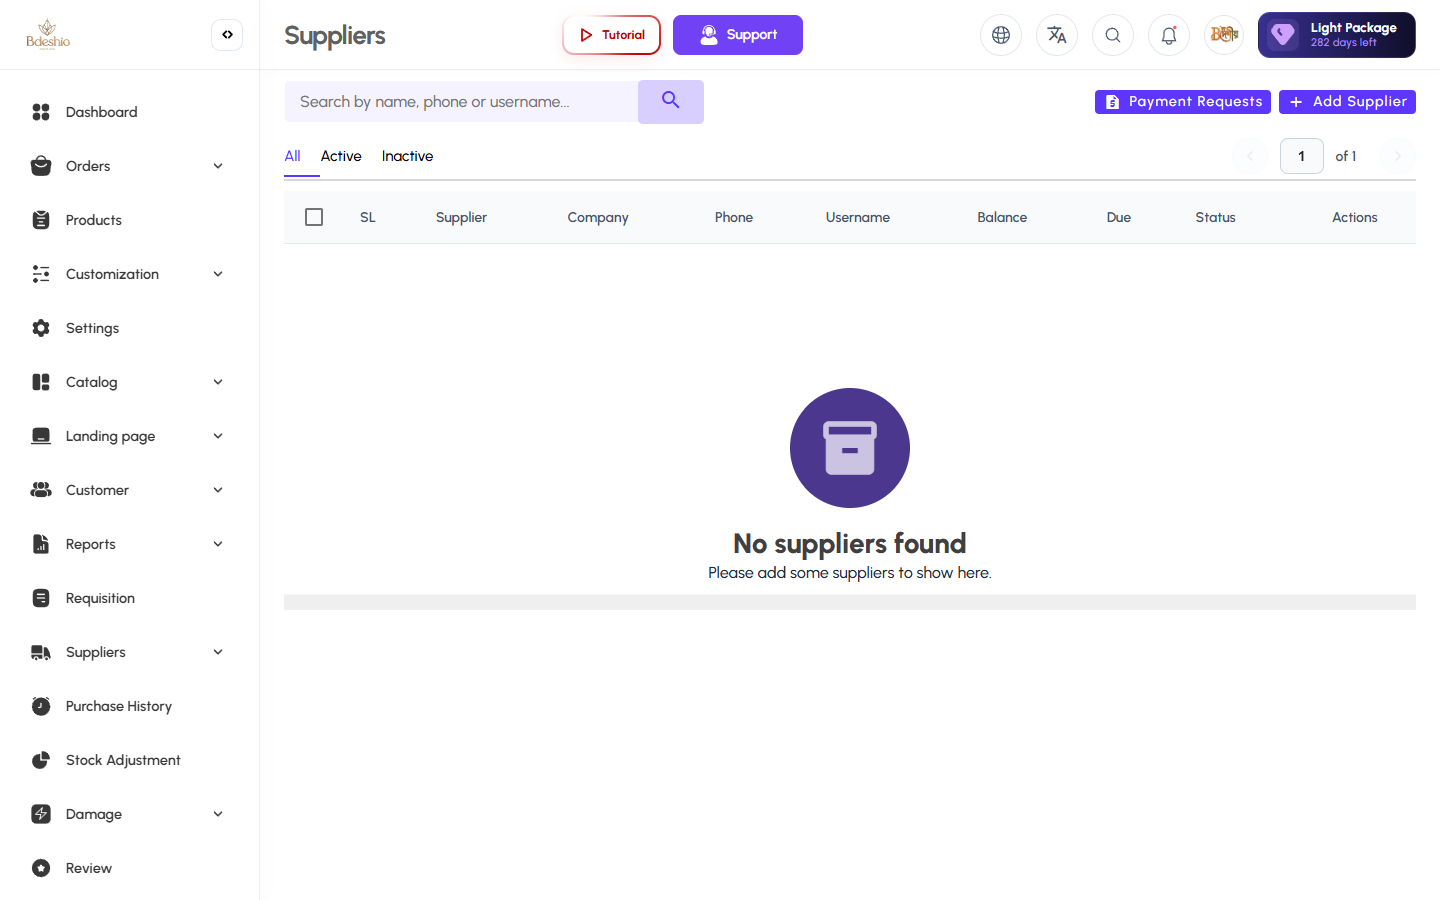 Bdeshio
Suppliers
Tutorial
Support
Light Package
282 days left
Dashboard
Orders
Products
Customization
Settings
Catalog
Landing page
Customer
Reports
Requisition
Suppliers
Purchase History
Stock Adjustment
Damage
Review
Search by name, phone or username...
Payment Requests
Add Supplier
All Active Inactive
1 of 1
SL Supplier Company Phone Username Balance Due Status Actions
No suppliers found
Please add some suppliers to show here.